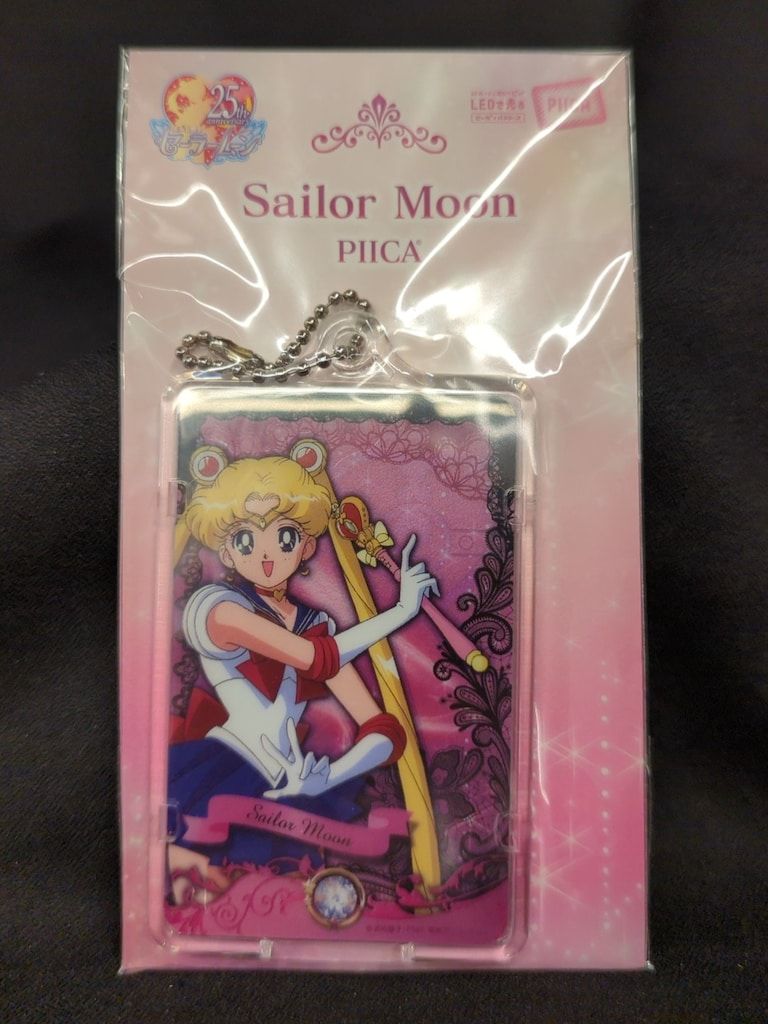 25th
anniversary
セーラームーン
LEDで光る
PIICA
Sailor Moon
PIICA
Sailor Moon